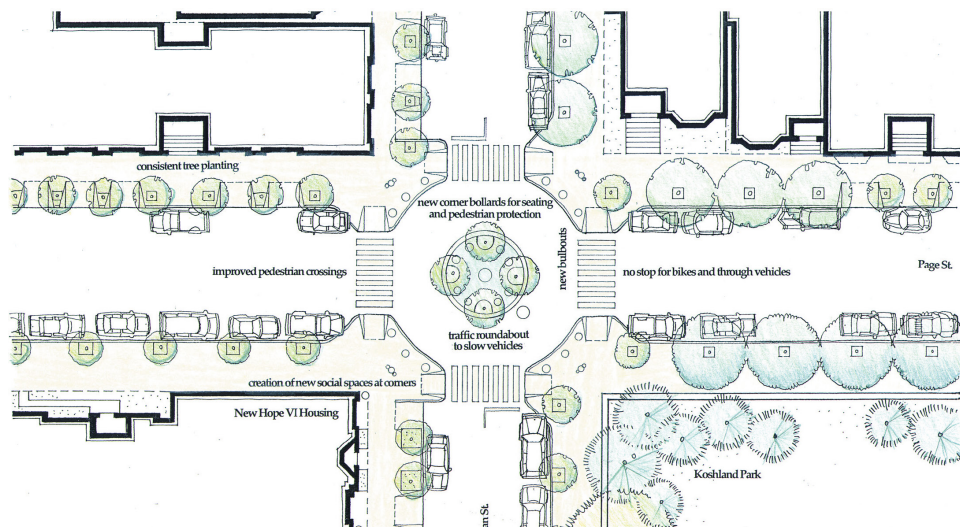 consistent tree planting
new corner bollards for seating
and pedestrian protection
new bulbouts
improved pedestrian crossings
no stop for bikes and through vehicles
Page St.
traffic roundabout
to slow vehicles
creation of new social spaces at corners
New Hope VI Housing
Koshland Park
St.